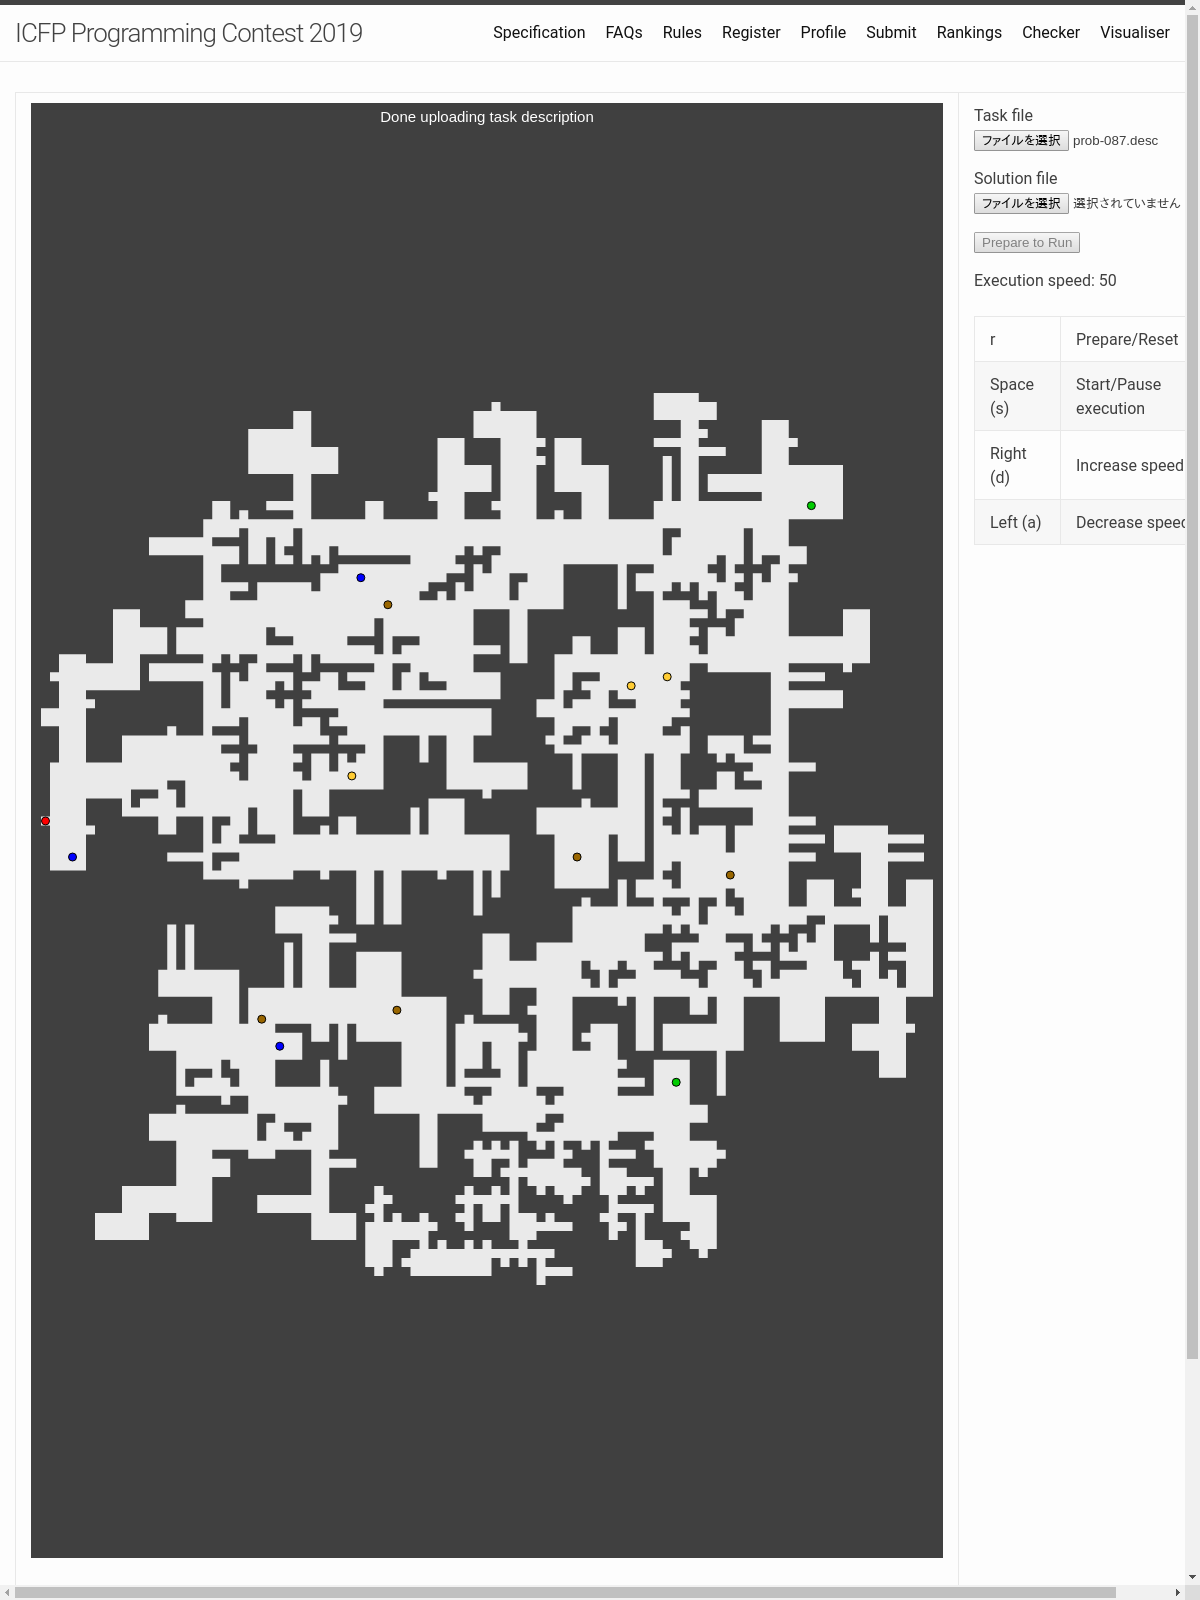 ICFP Programming Contest 2019
Specification FAQs Rules Register Profile Submit Rankings Checker Visualiser
Done uploading task description
Task file
ファイルを選択 prob-087.desc
Solution file
ファイルを選択 選択されていません
Prepare to Run
Execution speed: 50
r Prepare/Reset
Space (s) Start/Pause execution
Right (d) Increase speed
Left (a) Decrease speed